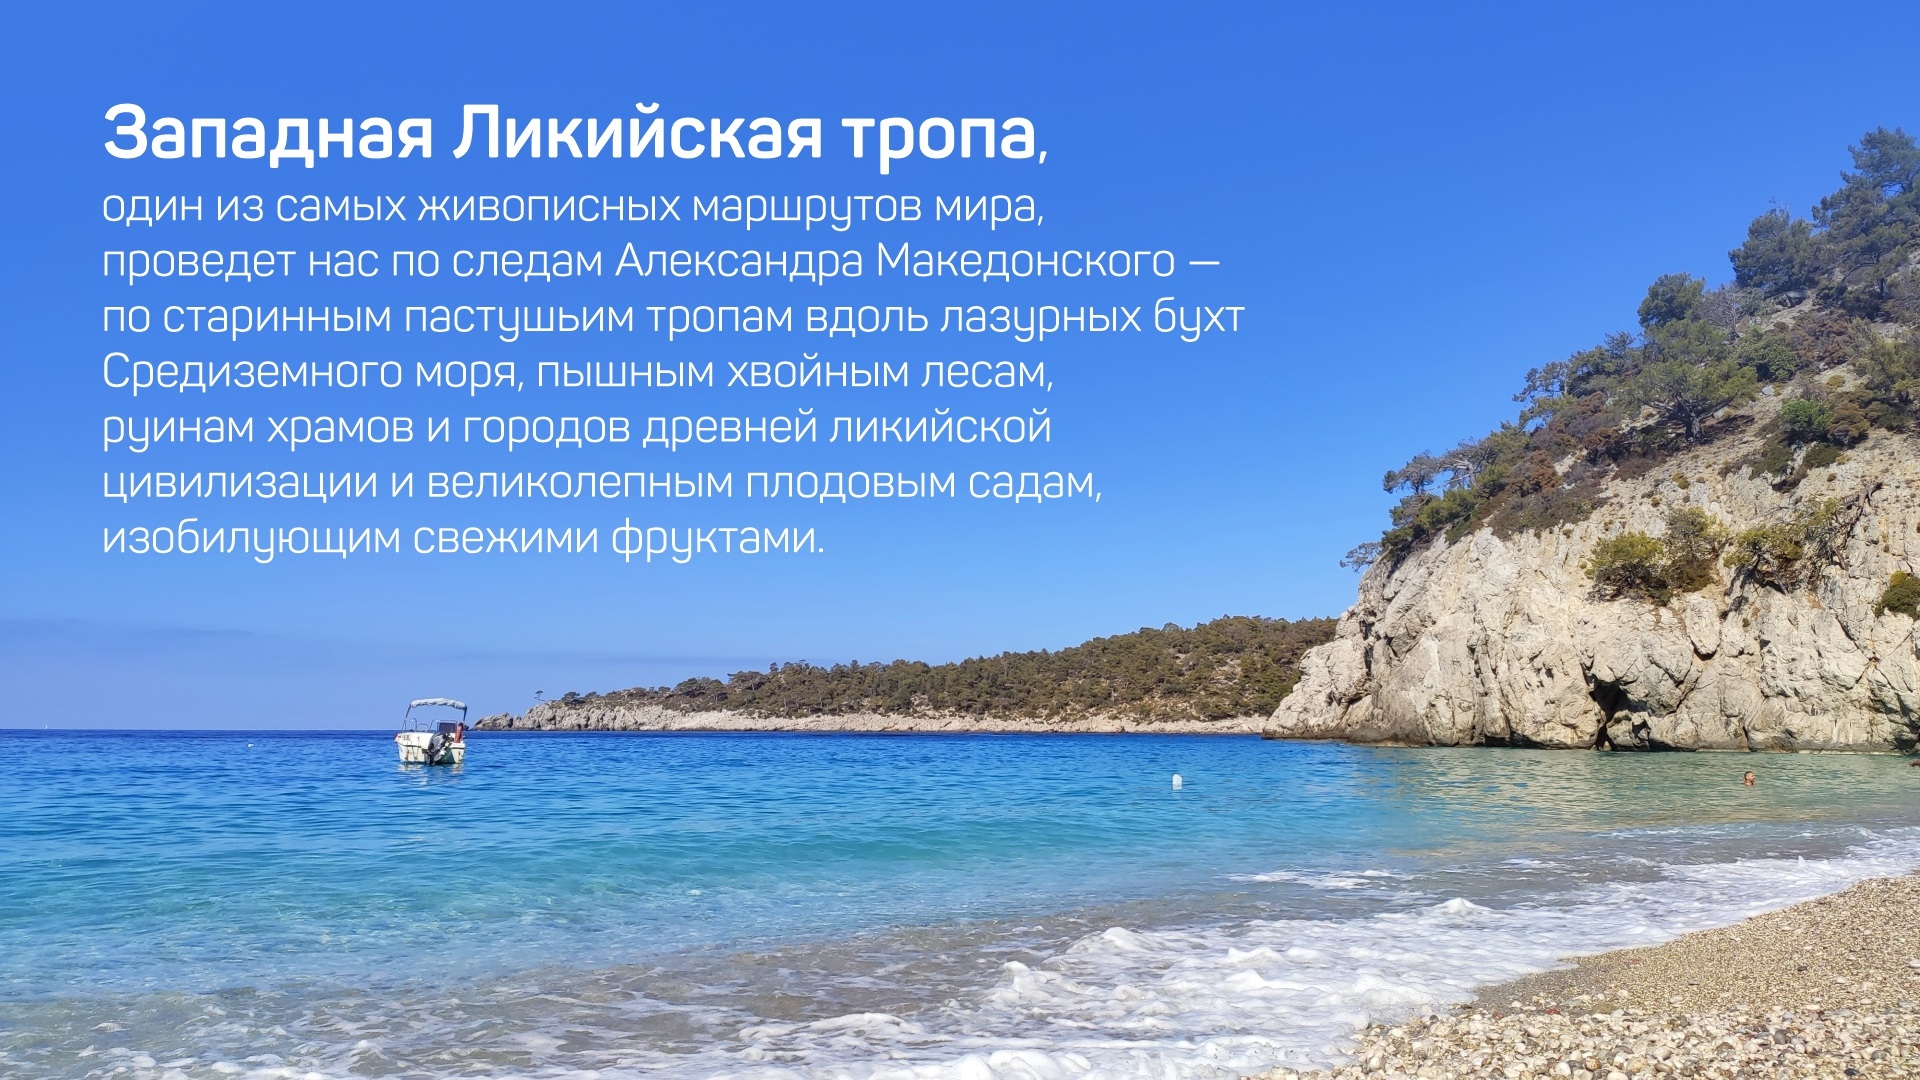 Западная Ликийская тропа,
один из самых живописных маршрутов мира,
проведет нас по следам Александра Македонского —
по старинным пастушьим тропам вдоль лазурных бухт
Средиземного моря, пышным хвойным лесам,
руинам храмов и городов древней ликийской
цивилизации и великолепным плодовым садам,
изобилующим свежими фруктами.